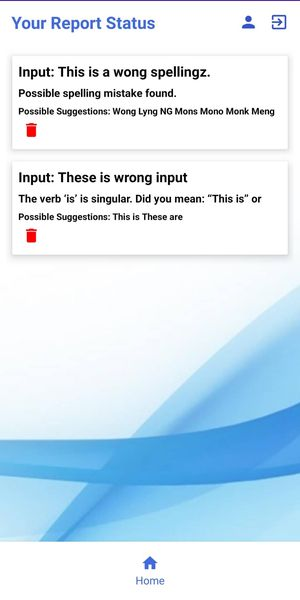 Your Report Status
Input: This is a wong spellingz.
Possible spelling mistake found.
Possible Suggestions: Wong Lyng NG Mons Mono Monk Meng
Input: These is wrong input
The verb ‘is’ is singular. Did you mean: “This is” or
Possible Suggestions: This is These are
Home